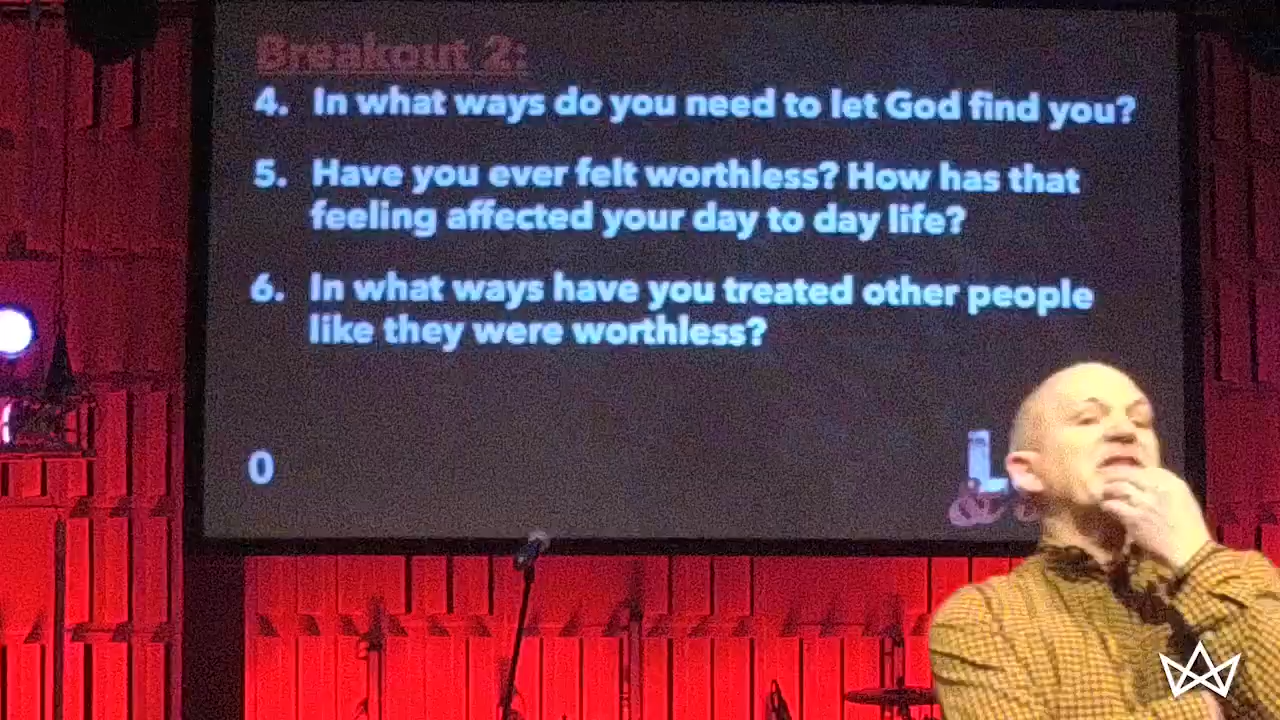 Breakout 2:
4. In what ways do you need to let God find you?
5. Have you ever felt worthless? How has that
feeling affected your day to day life?
6. In what ways have you treated other people
like they were worthless?
0
L
&